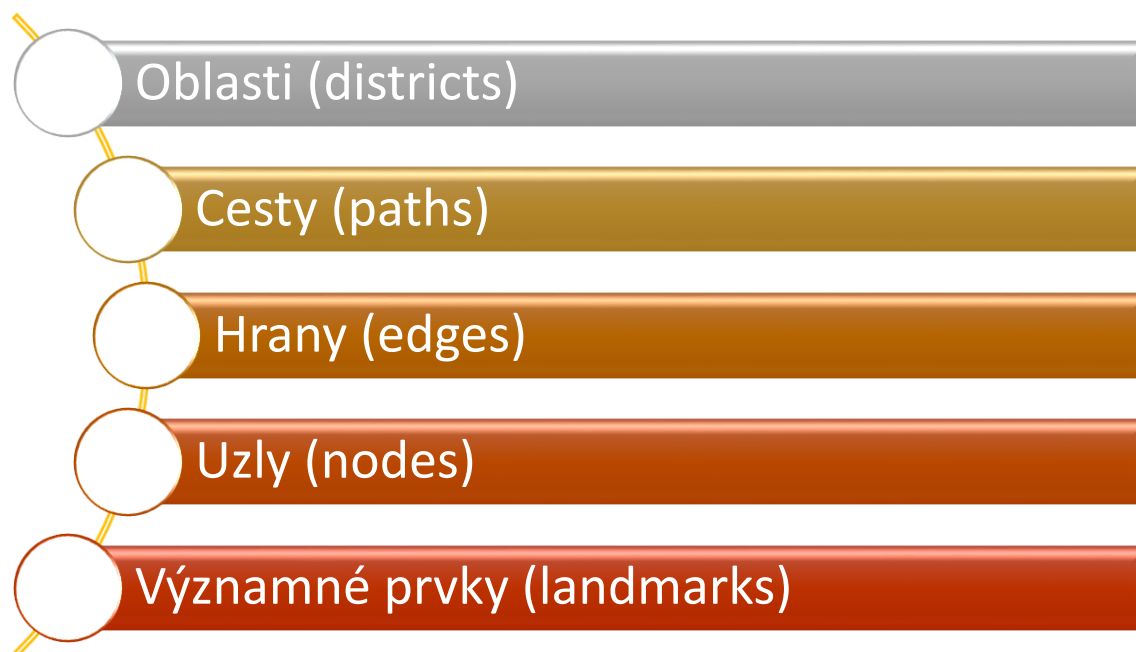 Oblasti (districts)
Cesty (paths)
Hrany (edges)
Uzly (nodes)
Významné prvky (landmarks)